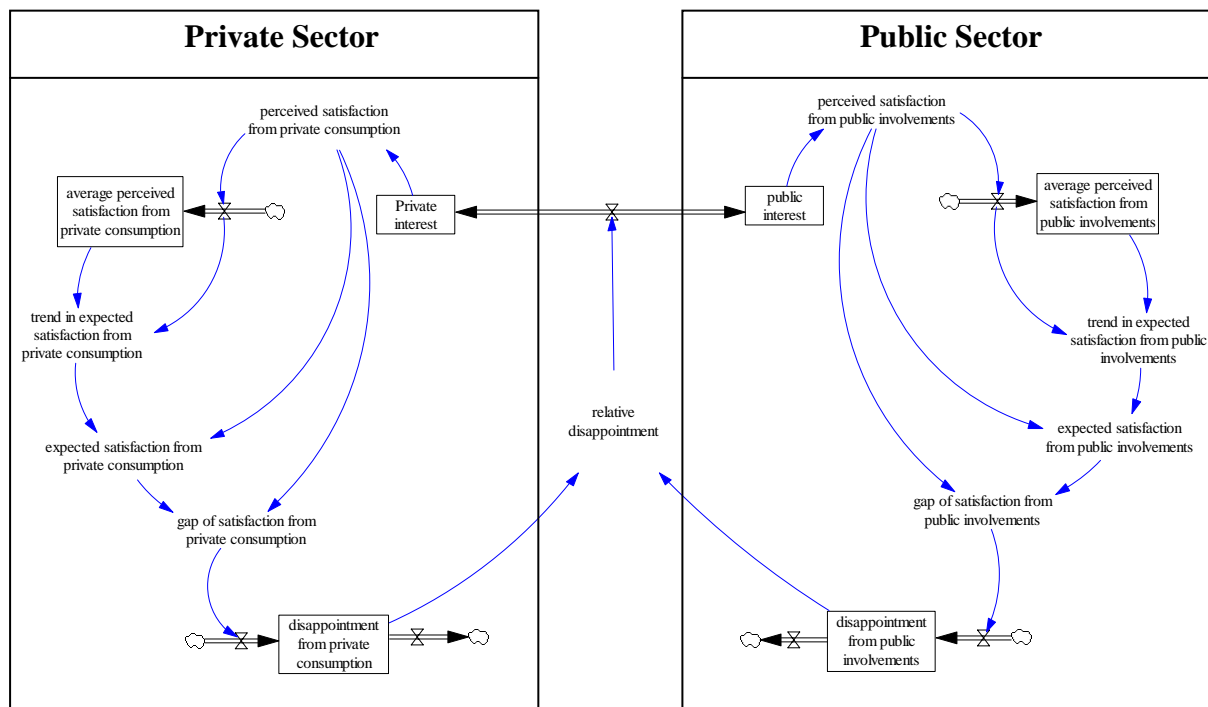 Private Sector
perceived satisfaction
from private consumption
average perceived
satisfaction from
private consumption
Private
interest
trend in expected
satisfaction from
private consumption
expected satisfaction from
private consumption
gap of satisfaction from
private consumption
disappointment
from private
consumption
relative
disappointment
Public Sector
perceived satisfaction
from public involvements
public
interest
average perceived
satisfaction from
public involvements
trend in expected
satisfaction from public
involvements
expected satisfaction
from public involvements
gap of satisfaction from
public involvements
disappointment
from public
involvements